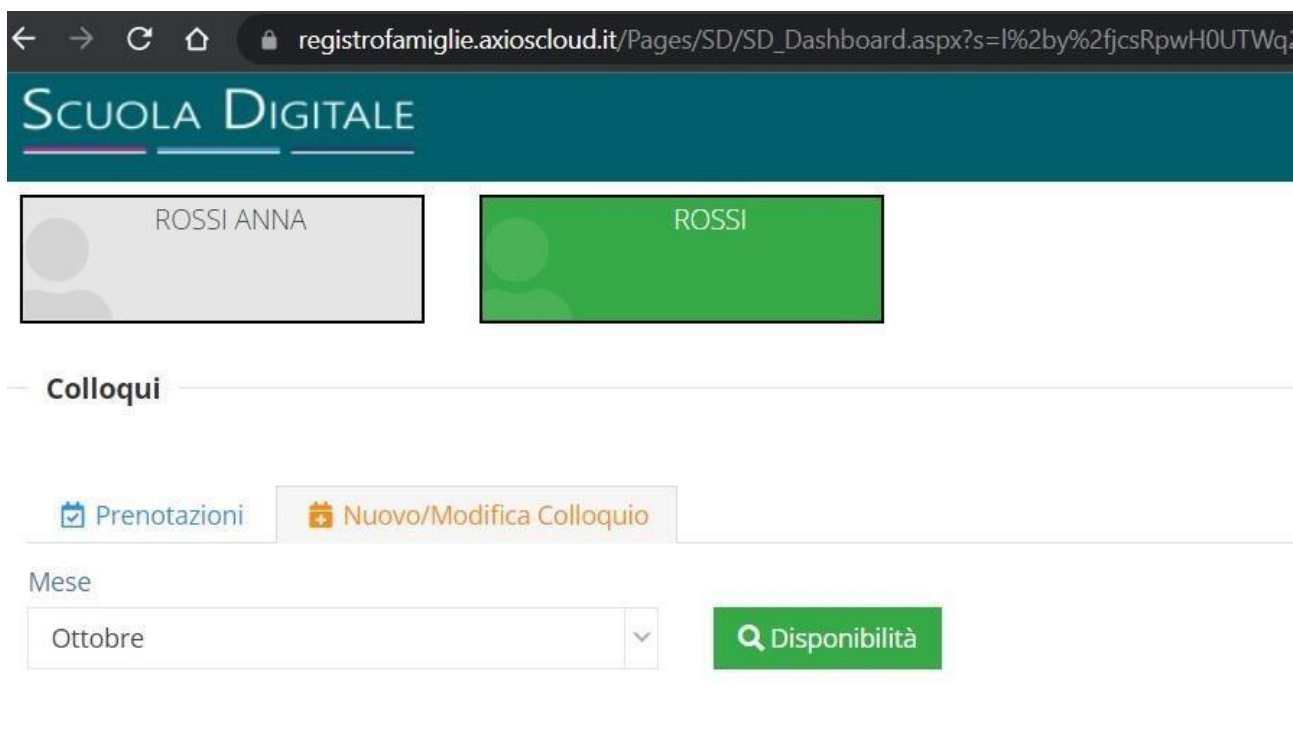 registrofamiglie.axioscloud.it/Pages/SD/SD_Dashboard.aspx?s=l%2by%2fjcsRpwH0UTWq
SCUOLA DIGITALE
ROSSI ANNA
ROSSI
Colloqui
Prenotazioni
Nuovo/Modifica Colloquio
Mese
Ottobre
Disponibilità